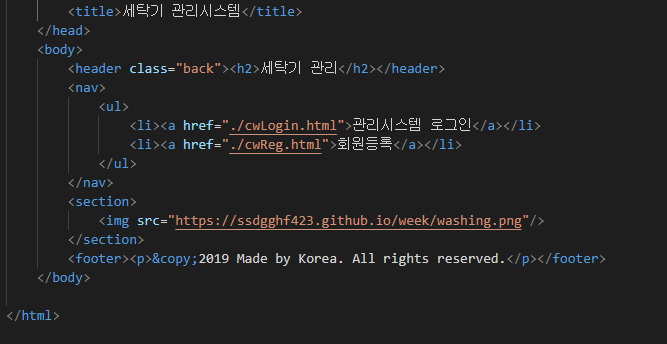 <title>세탁기 관리시스템</title>
</head>
<body>
<header class="back"><h2>세탁기 관리</h2></header>
<nav>
<ul>
<li><a href="./cwLogin.html">관리시스템 로그인</a></li>
<li><a href="./cwReg.html">회원등록</a></li>
</ul>
</nav>
<section>
<img src="https://ssdgghf423.github.io/week/washing.png"/>
</section>
<footer><p>&copy;2019 Made by Korea. All rights reserved.</p></footer>
</body>
</html>